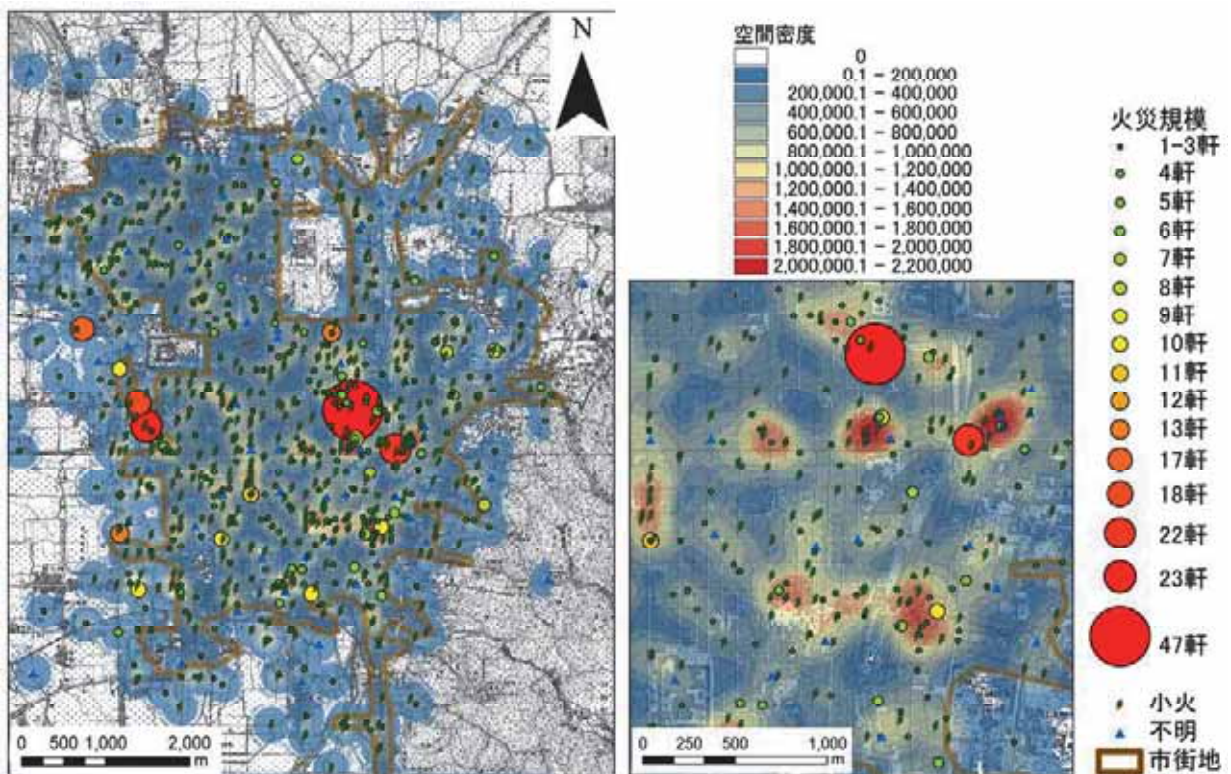 N
0 500 1,000 2,000
m
空間密度
0
0.1 - 200,000
200,000.1 - 400,000
400,000.1 - 600,000
600,000.1 - 800,000
800,000.1 - 1,000,000
1,000,000.1 - 1,200,000
1,200,000.1 - 1,400,000
1,400,000.1 - 1,600,000
1,600,000.1 - 1,800,000
1,800,000.1 - 2,000,000
2,000,000.1 - 2,200,000
0 250 500 1,000
m
火災規模
1-3軒
4軒
5軒
6軒
7軒
8軒
9軒
10軒
11軒
12軒
13軒
17軒
18軒
22軒
23軒
47軒
小火
不明
市街地